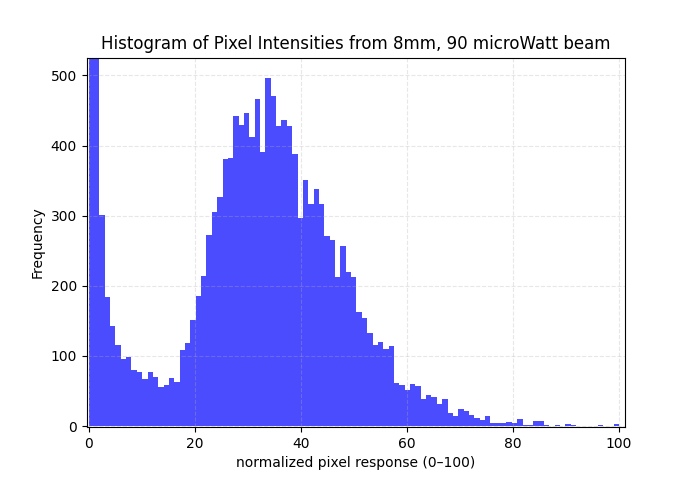 Histogram of Pixel Intensities from 8mm, 90 microWatt beam
500
400
300
200
100
0
Frequency
0 20 40 60 80 100
normalized pixel response (0–100)